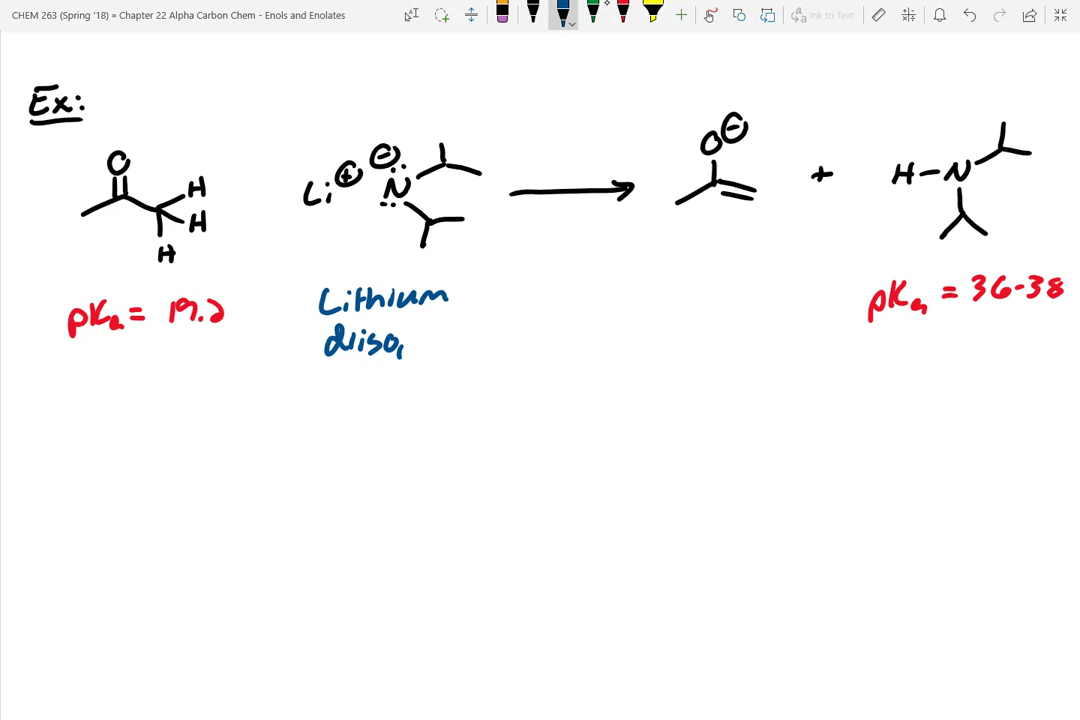 CHEM 263 (Spring '18) » Chapter 22 Alpha Carbon Chem - Enols and Enolates
Ink to Text
Ex:
O
H
H
H
Li ⊕ ⊖ N
O ⊖
+
H-N
pKa = 19.2
Lithium
diiso
pKa = 36-38